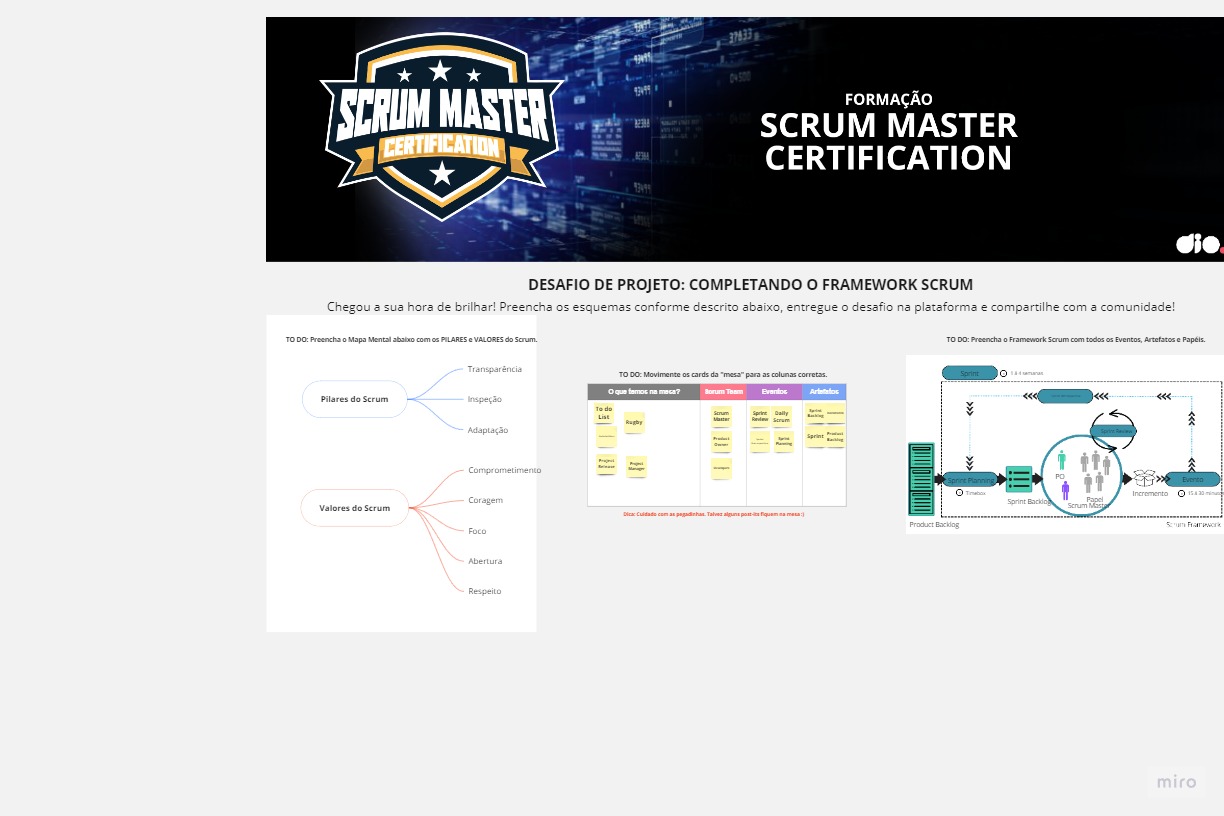 SCRUM MASTER
CERTIFICATION
FORMAÇÃO
SCRUM MASTER
CERTIFICATION
dio.
DESAFIO DE PROJETO: COMPLETANDO O FRAMEWORK SCRUM
Chegou a sua hora de brilhar! Preencha os esquemas conforme descrito abaixo, entregue o desafio na plataforma e compartilhe com a comunidade!
TO DO: Preencha o Mapa Mental abaixo com os PILARES e VALORES do Scrum.
Pilares do Scrum
Transparência
Inspeção
Adaptação
Valores do Scrum
Comprometimento
Coragem
Foco
Abertura
Respeito
TO DO: Movimente os cards da "mesa" para as colunas corretas.
O que temos na mesa?
Scrum Team
Eventos
Artefatos
To do
List
Rugby
Project
Release
Project
Manager
Scrum
Master
Product
Owner
Sprint
Review
Daily
Scrum
Sprint
Planning
Sprint
Backlog
Sprint
Product
Backlog
Dica: Cuidado com as pegadinhas. Talvez alguns post-its fiquem na mesa :)
TO DO: Preencha o Framework Scrum com todos os Eventos, Artefatos e Papéis.
Sprint
1 á 4 semanas
Sprint Review
Sprint Planning
Timebox
Sprint Backlog
PO
Papel
Scrum Master
Incremento
Evento
15 á 30 minutos
Product Backlog
Scrum Framework
miro